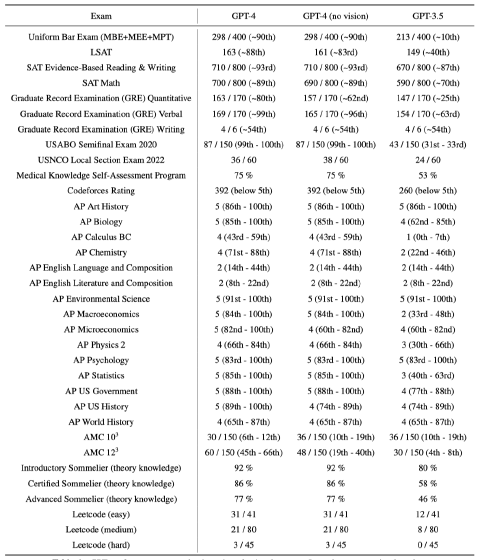 Exam GPT-4 GPT-4 (no vision) GPT-3.5
Uniform Bar Exam (MBE+MEE+MPT) 298 / 400 (~90th) 298 / 400 (~90th) 213 / 400 (~10th)
LSAT 163 (~88th) 161 (~83rd) 149 (~40th)
SAT Evidence-Based Reading & Writing 710 / 800 (~93rd) 710 / 800 (~93rd) 670 / 800 (~87th)
SAT Math 700 / 800 (~89th) 690 / 800 (~89th) 590 / 800 (~70th)
Graduate Record Examination (GRE) Quantitative 163 / 170 (~80th) 157 / 170 (~62nd) 147 / 170 (~25th)
Graduate Record Examination (GRE) Verbal 169 / 170 (~99th) 165 / 170 (~96th) 154 / 170 (~63rd)
Graduate Record Examination (GRE) Writing 4 / 6 (~54th) 4 / 6 (~54th) 4 / 6 (~54th)
USABO Semifinal Exam 2020 87 / 150 (99th - 100th) 87 / 150 (99th - 100th) 43 / 150 (31st - 33rd)
USNCO Local Section Exam 2022 36 / 60 38 / 60 24 / 60
Medical Knowledge Self-Assessment Program 75 % 75 % 53 %
Codeforces Rating 392 (below 5th) 392 (below 5th) 260 (below 5th)
AP Art History 5 (86th - 100th) 5 (86th - 100th) 5 (86th - 100th)
AP Biology 5 (85th - 100th) 5 (85th - 100th) 4 (62nd - 85th)
AP Calculus BC 4 (43rd - 59th) 4 (43rd - 59th) 1 (0th - 7th)
AP Chemistry 4 (71st - 88th) 4 (71st - 88th) 2 (22nd - 46th)
AP English Language and Composition 2 (14th - 44th) 2 (14th - 44th) 2 (14th - 44th)
AP English Literature and Composition 2 (8th - 22nd) 2 (8th - 22nd) 2 (8th - 22nd)
AP Environmental Science 5 (91st - 100th) 5 (91st - 100th) 5 (91st - 100th)
AP Macroeconomics 5 (84th - 100th) 5 (84th - 100th) 2 (33rd - 48th)
AP Microeconomics 5 (82nd - 100th) 4 (60th - 82nd) 4 (60th - 82nd)
AP Physics 2 4 (66th - 84th) 4 (66th - 84th) 3 (30th - 66th)
AP Psychology 5 (83rd - 100th) 5 (83rd - 100th) 5 (83rd - 100th)
AP Statistics 5 (85th - 100th) 5 (85th - 100th) 3 (40th - 63rd)
AP US Government 5 (88th - 100th) 5 (88th - 100th) 4 (77th - 88th)
AP US History 5 (89th - 100th) 4 (74th - 89th) 4 (74th - 89th)
AP World History 4 (65th - 87th) 4 (65th - 87th) 4 (65th - 87th)
AMC 10³ 30 / 150 (6th - 12th) 36 / 150 (10th - 19th) 36 / 150 (10th - 19th)
AMC 12³ 60 / 150 (45th - 66th) 48 / 150 (19th - 40th) 30 / 150 (4th - 8th)
Introductory Sommelier (theory knowledge) 92 % 92 % 80 %
Certified Sommelier (theory knowledge) 86 % 86 % 58 %
Advanced Sommelier (theory knowledge) 77 % 77 % 46 %
Leetcode (easy) 31 / 41 31 / 41 12 / 41
Leetcode (medium) 21 / 80 21 / 80 8 / 80
Leetcode (hard) 3 / 45 3 / 45 0 / 45